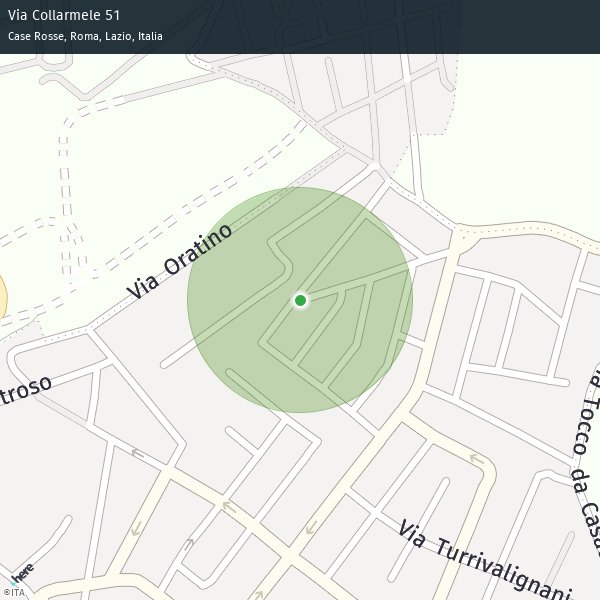 Via Collarmele 51
Case Rosse, Roma, Lazio, Italia
Via Oratino
troso
Tocco da Casa
Via Turrivalignani
here
©ITA